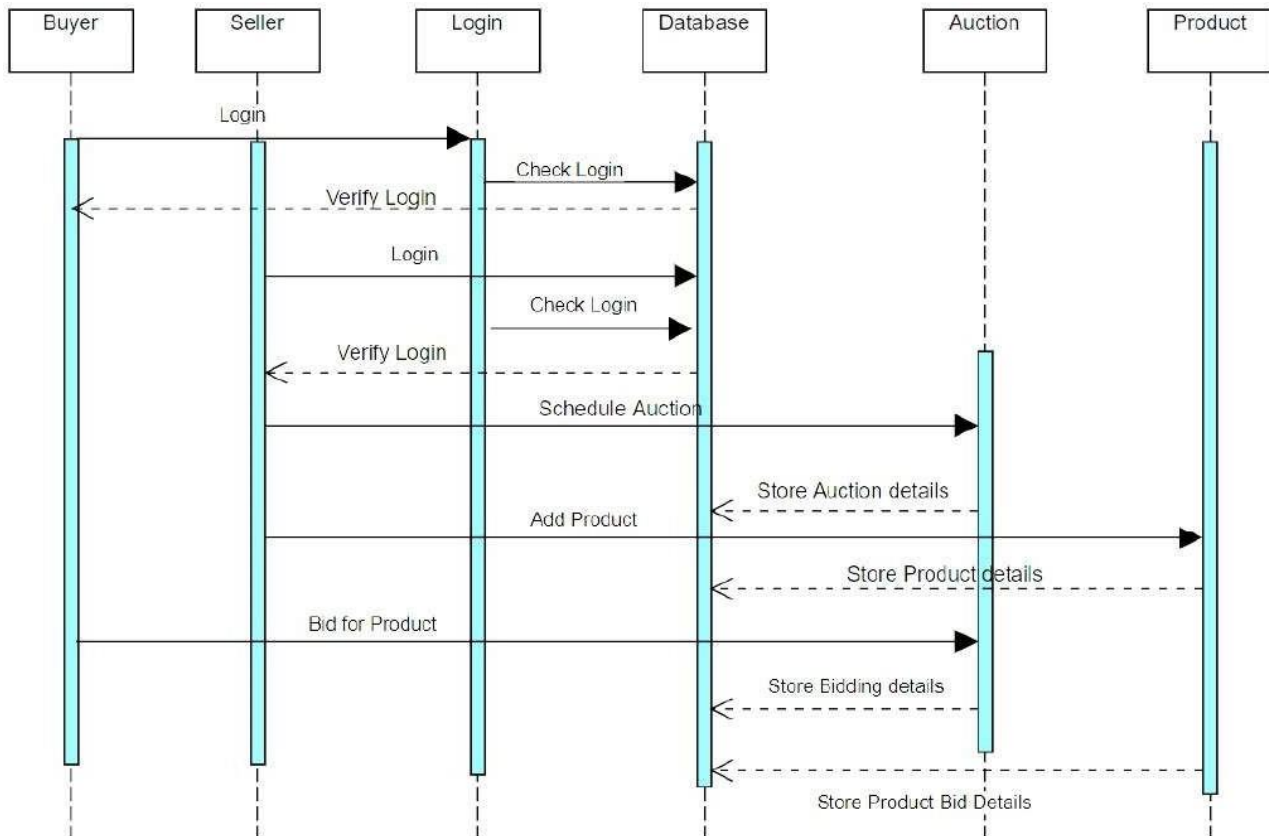 Buyer
Seller
Login
Database
Auction
Product
Login
Check Login
Verify Login
Login
Check Login
Verify Login
Schedule Auction
Store Auction details
Add Product
Store Product details
Bid for Product
Store Bidding details
Store Product Bid Details